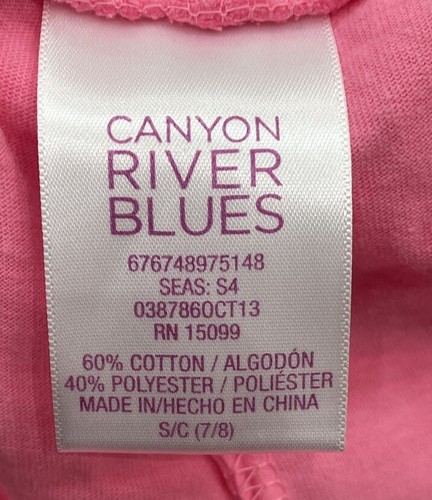 CANYON
RIVER
BLUES
676748975148
SEAS: S4
038786OCT13
RN 15099
60% COTTON / ALGODÓN
40% POLYESTER / POLIÉSTER
MADE IN/HECHO EN CHINA
S/C (7/8)